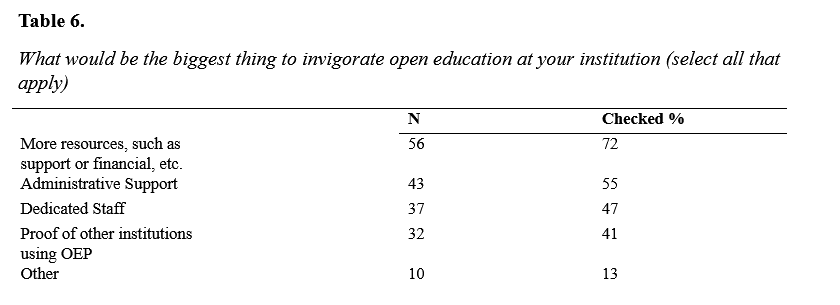 Table 6.
What would be the biggest thing to invigorate open education at your institution (select all that
apply)
N Checked %
More resources, such as 56 72
support or financial, etc.
Administrative Support 43 55
Dedicated Staff 37 47
Proof of other institutions 32 41
using OEP
Other 10 13